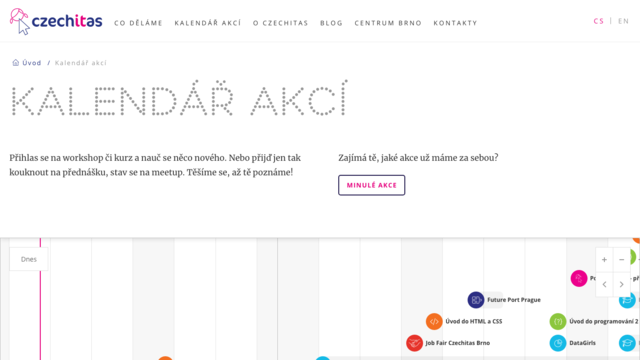 czechitas
CO DĚLÁME KALENDÁŘ AKCÍ O CZECHITAS BLOG CENTRUM BRNO KONTAKTY
CS | EN
Úvod / Kalendář akcí
KALENDÁŘ AKCÍ
Přihlas se na workshop či kurz a nauč se něco nového. Nebo přijď jen tak
kouknout na přednášku, stav se na meetup. Těšíme se, až tě poznáme!
Zajímá tě, jaké akce už máme za sebou?
MINULÉ AKCE
Dnes
+ −
Future Port Prague
Úvod do HTML a CSS
Úvod do programování 2
Job Fair Czechitas Brno
DataGirls